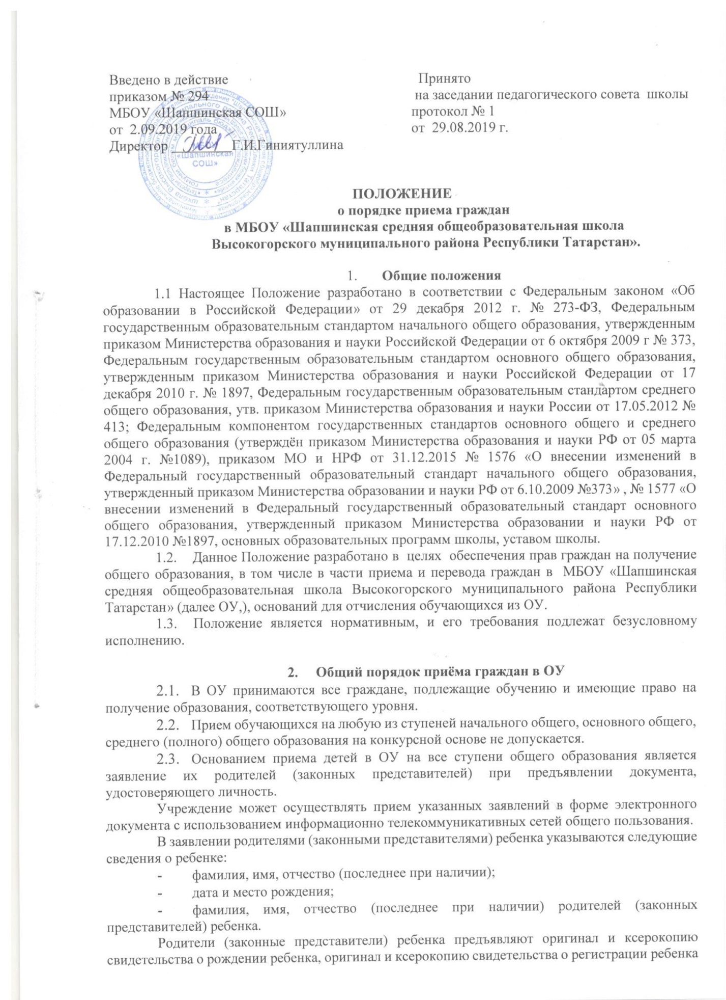 Введено в действие
приказом № 294
МБОУ «Шапшинская СОШ»
от 2.09.2019 года
Директор _________Г.И.Гиниятуллина
Принято
на заседании педагогического совета школы
протокол № 1
от 29.08.2019 г.
«Шапшинская
СОШ»
ПОЛОЖЕНИЕ
о порядке приема граждан
в МБОУ «Шапшинская средняя общеобразовательная школа
Высокогорского муниципального района Республики Татарстан».
1. Общие положения
1.1 Настоящее Положение разработано в соответствии с Федеральным законом «Об
образовании в Российской Федерации» от 29 декабря 2012 г. № 273-ФЗ, Федеральным
государственным образовательным стандартом начального общего образования, утвержденным
приказом Министерства образования и науки Российской Федерации от 6 октября 2009 г № 373,
Федеральным государственным образовательным стандартом основного общего образования,
утвержденным приказом Министерства образования и науки Российской Федерации от 17
декабря 2010 г. № 1897, Федеральным государственным образовательным стандартом среднего
общего образования, утв. приказом Министерства образования и науки России от 17.05.2012 №
413; Федеральным компонентом государственных стандартов основного общего и среднего
общего образования (утверждён приказом Министерства образования и науки РФ от 05 марта
2004 г. №1089), приказом МО и НРФ от 31.12.2015 № 1576 «О внесении изменений в
Федеральный государственный образовательный стандарт начального общего образования,
утвержденный приказом Министерства образовании и науки РФ от 6.10.2009 №373» , № 1577 «О
внесении изменений в Федеральный государственный образовательный стандарт основного
общего образования, утвержденный приказом Министерства образовании и науки РФ от
17.12.2010 №1897, основных образовательных программ школы, уставом школы.
1.2. Данное Положение разработано в целях обеспечения прав граждан на получение
общего образования, в том числе в части приема и перевода граждан в МБОУ «Шапшинская
средняя общеобразовательная школа Высокогорского муниципального района Республики
Татарстан» (далее ОУ,), оснований для отчисления обучающихся из ОУ.
1.3. Положение является нормативным, и его требования подлежат безусловному
исполнению.
2. Общий порядок приёма граждан в ОУ
2.1. В ОУ принимаются все граждане, подлежащие обучению и имеющие право на
получение образования, соответствующего уровня.
2.2. Прием обучающихся на любую из ступеней начального общего, основного общего,
среднего (полного) общего образования на конкурсной основе не допускается.
2.3. Основанием приема детей в ОУ на все ступени общего образования является
заявление их родителей (законных представителей) при предъявлении документа,
удостоверяющего личность.
Учреждение может осуществлять прием указанных заявлений в форме электронного
документа с использованием информационно телекоммуникативных сетей общего пользования.
В заявлении родителями (законными представителями) ребенка указываются следующие
сведения о ребенке:
- фамилия, имя, отчество (последнее при наличии);
- дата и место рождения;
- фамилия, имя, отчество (последнее при наличии) родителей (законных
представителей) ребенка.
Родители (законные представители) ребенка предъявляют оригинал и ксерокопию
свидетельства о рождении ребенка, оригинал и ксерокопию свидетельства о регистрации ребенка